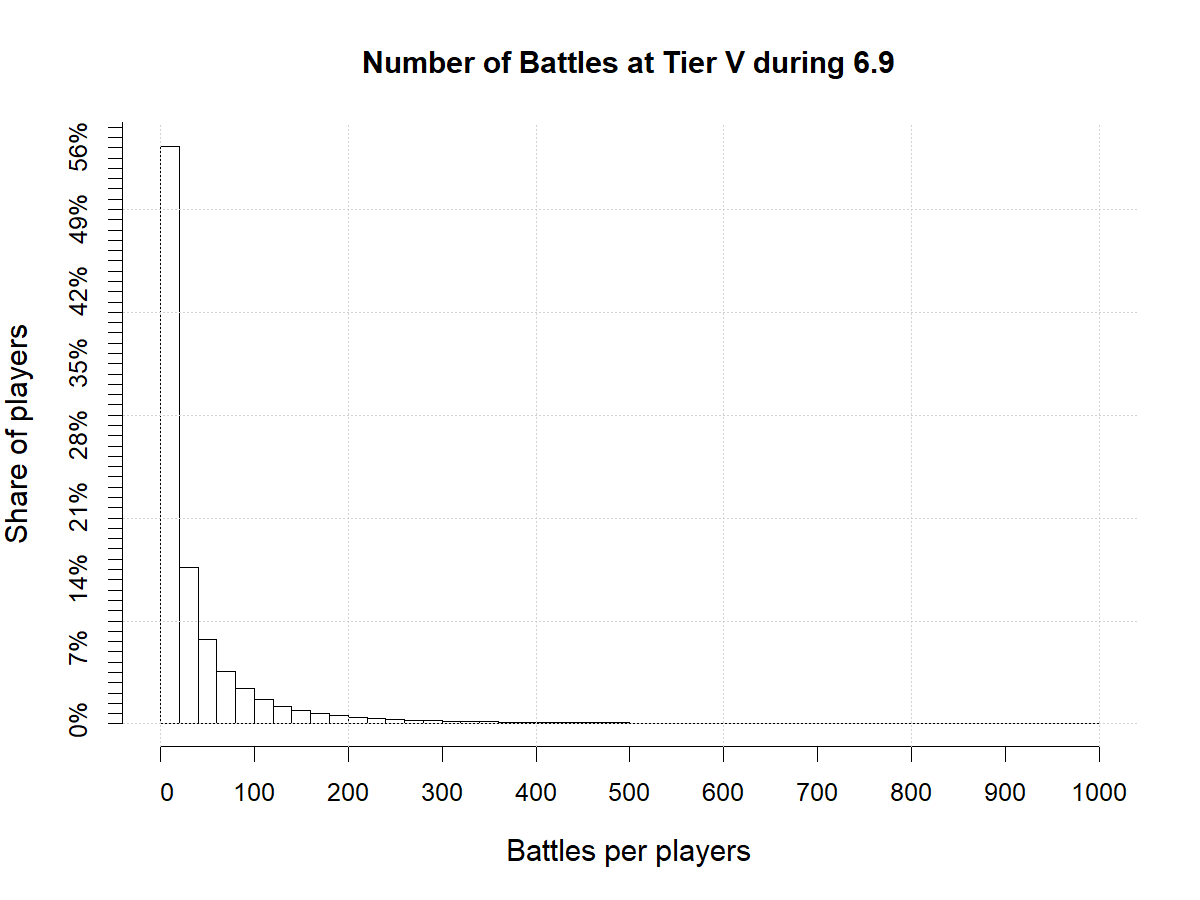 Number of Battles at Tier V during 6.9
56%
49%
42%
35%
28%
21%
14%
7%
0%
Share of players
0 100 200 300 400 500 600 700 800 900 1000
Battles per players